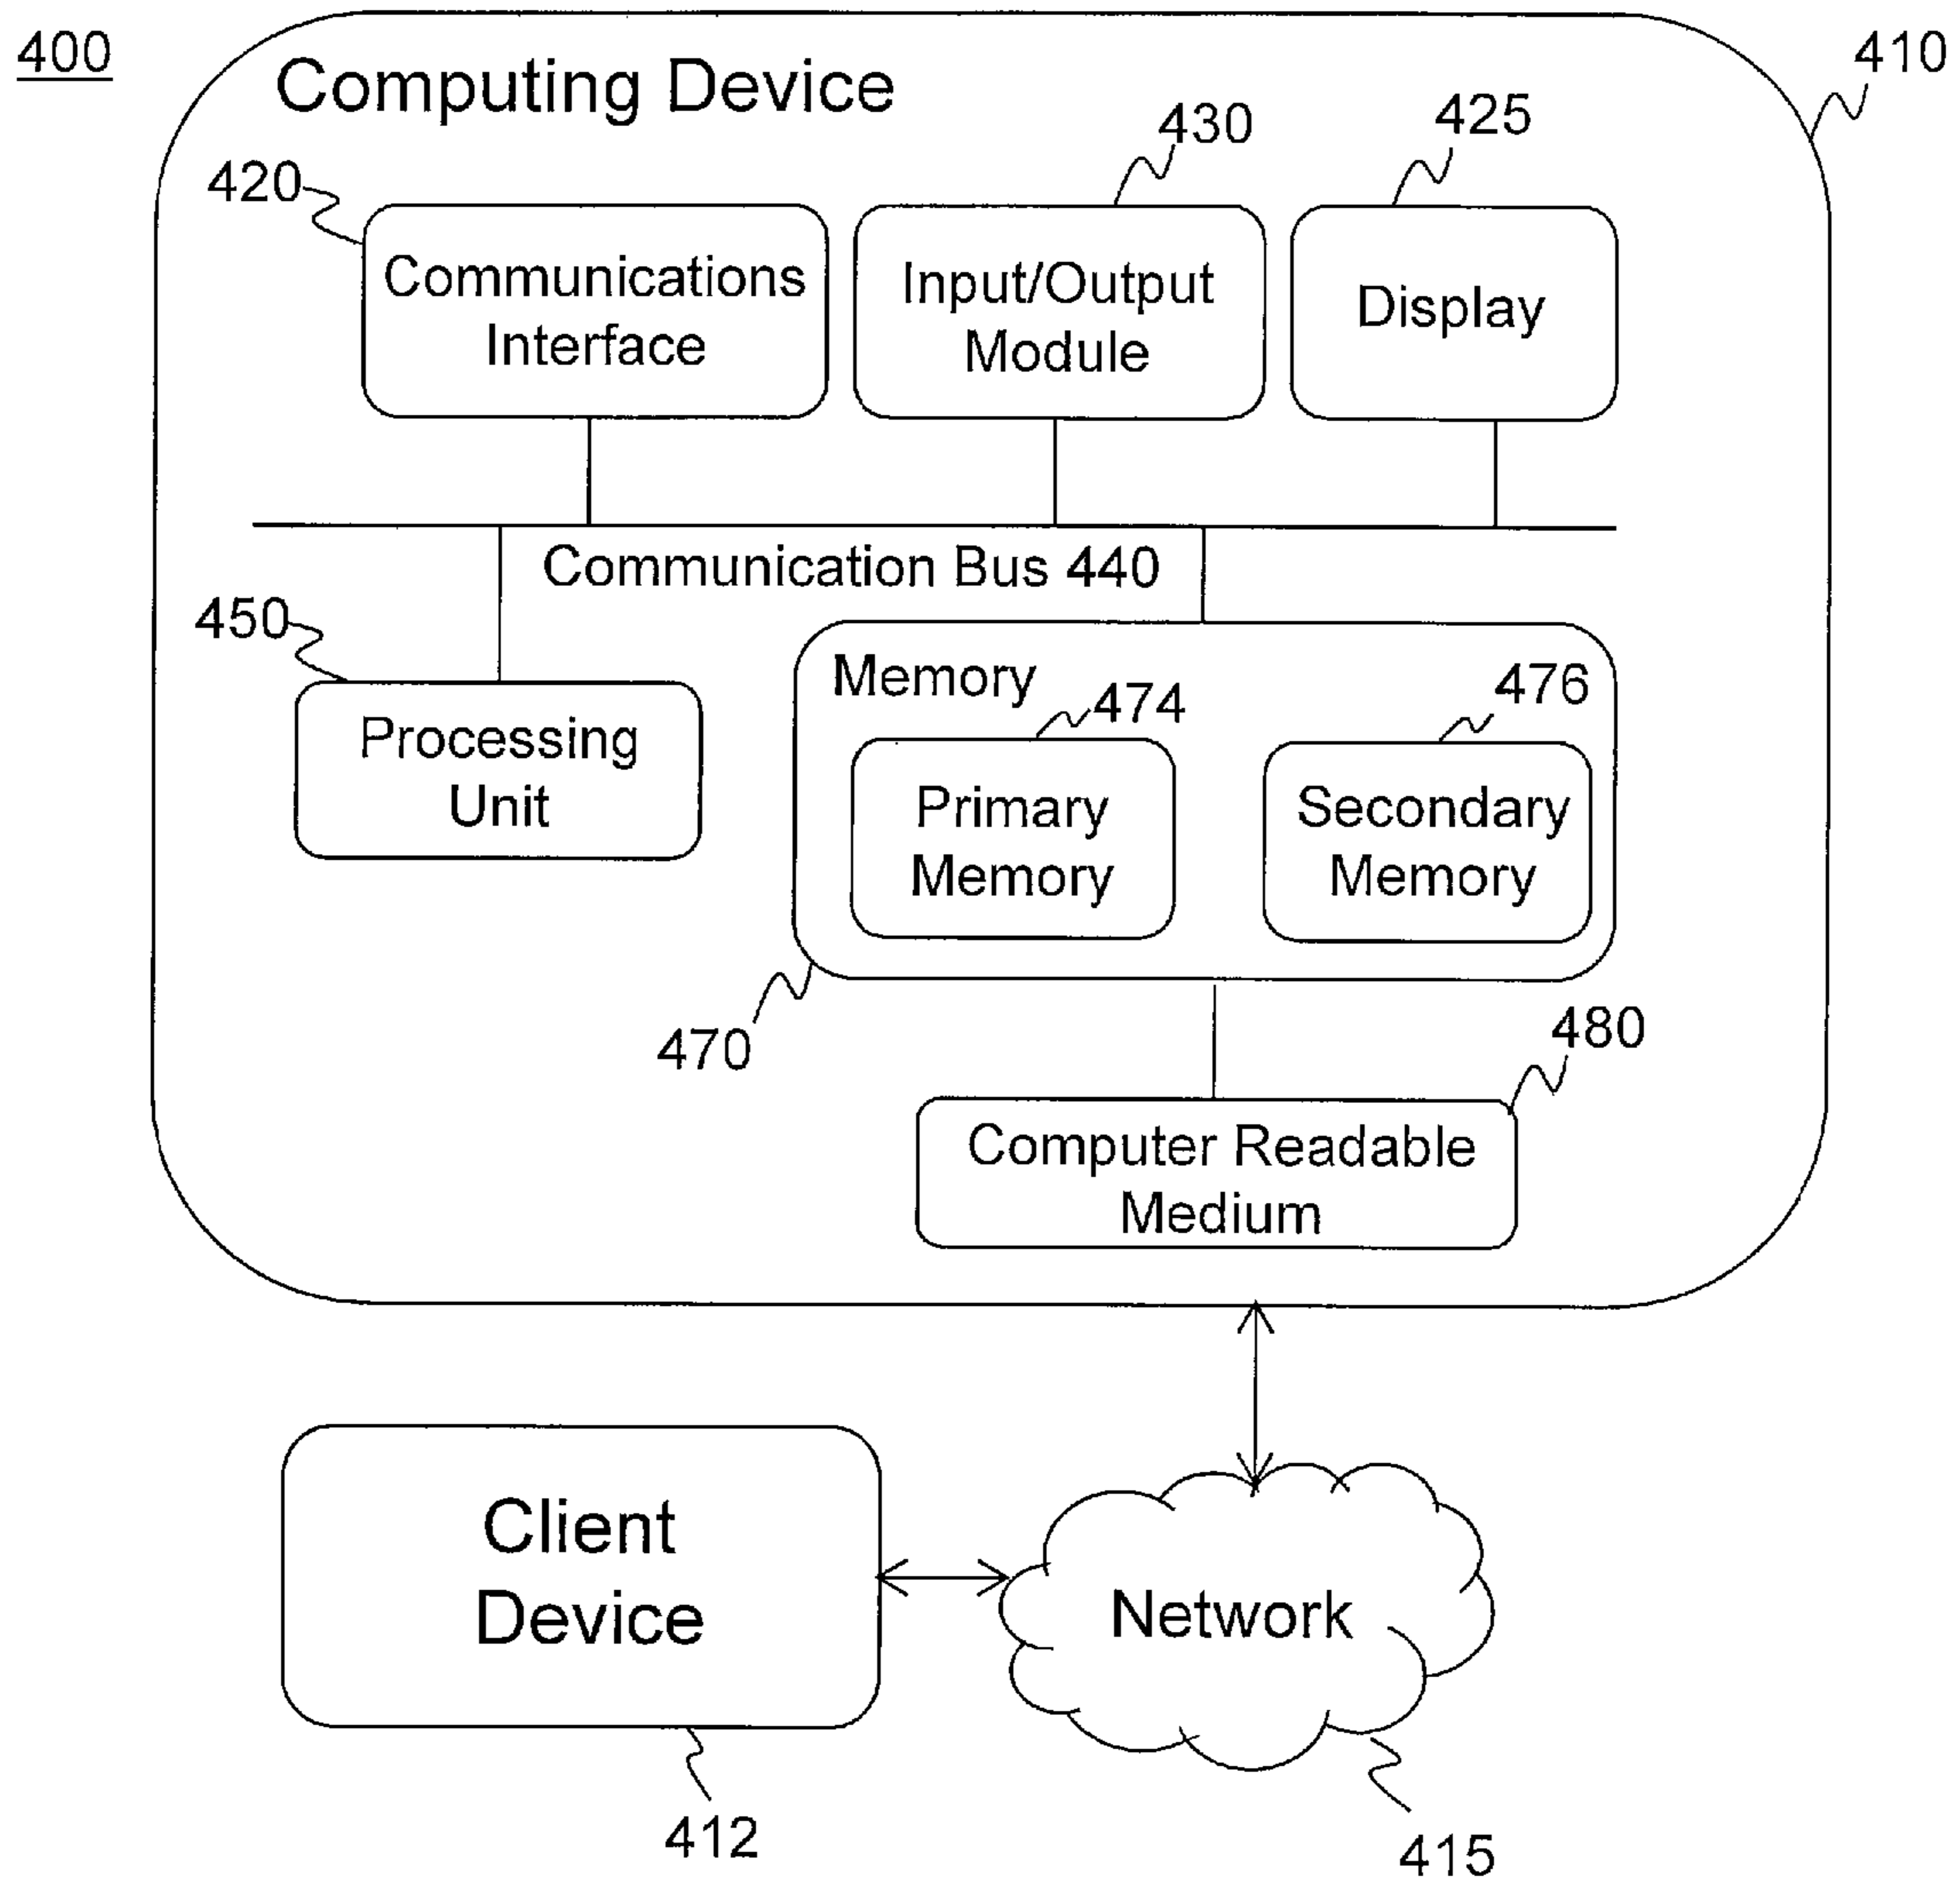 400
Computing Device
410
420
430
425
Communications
Interface
Input/Output
Module
Display
Communication Bus 440
450
Processing
Unit
Memory
474
476
Primary
Memory
Secondary
Memory
470
480
Computer Readable
Medium
Client
Device
Network
412
415